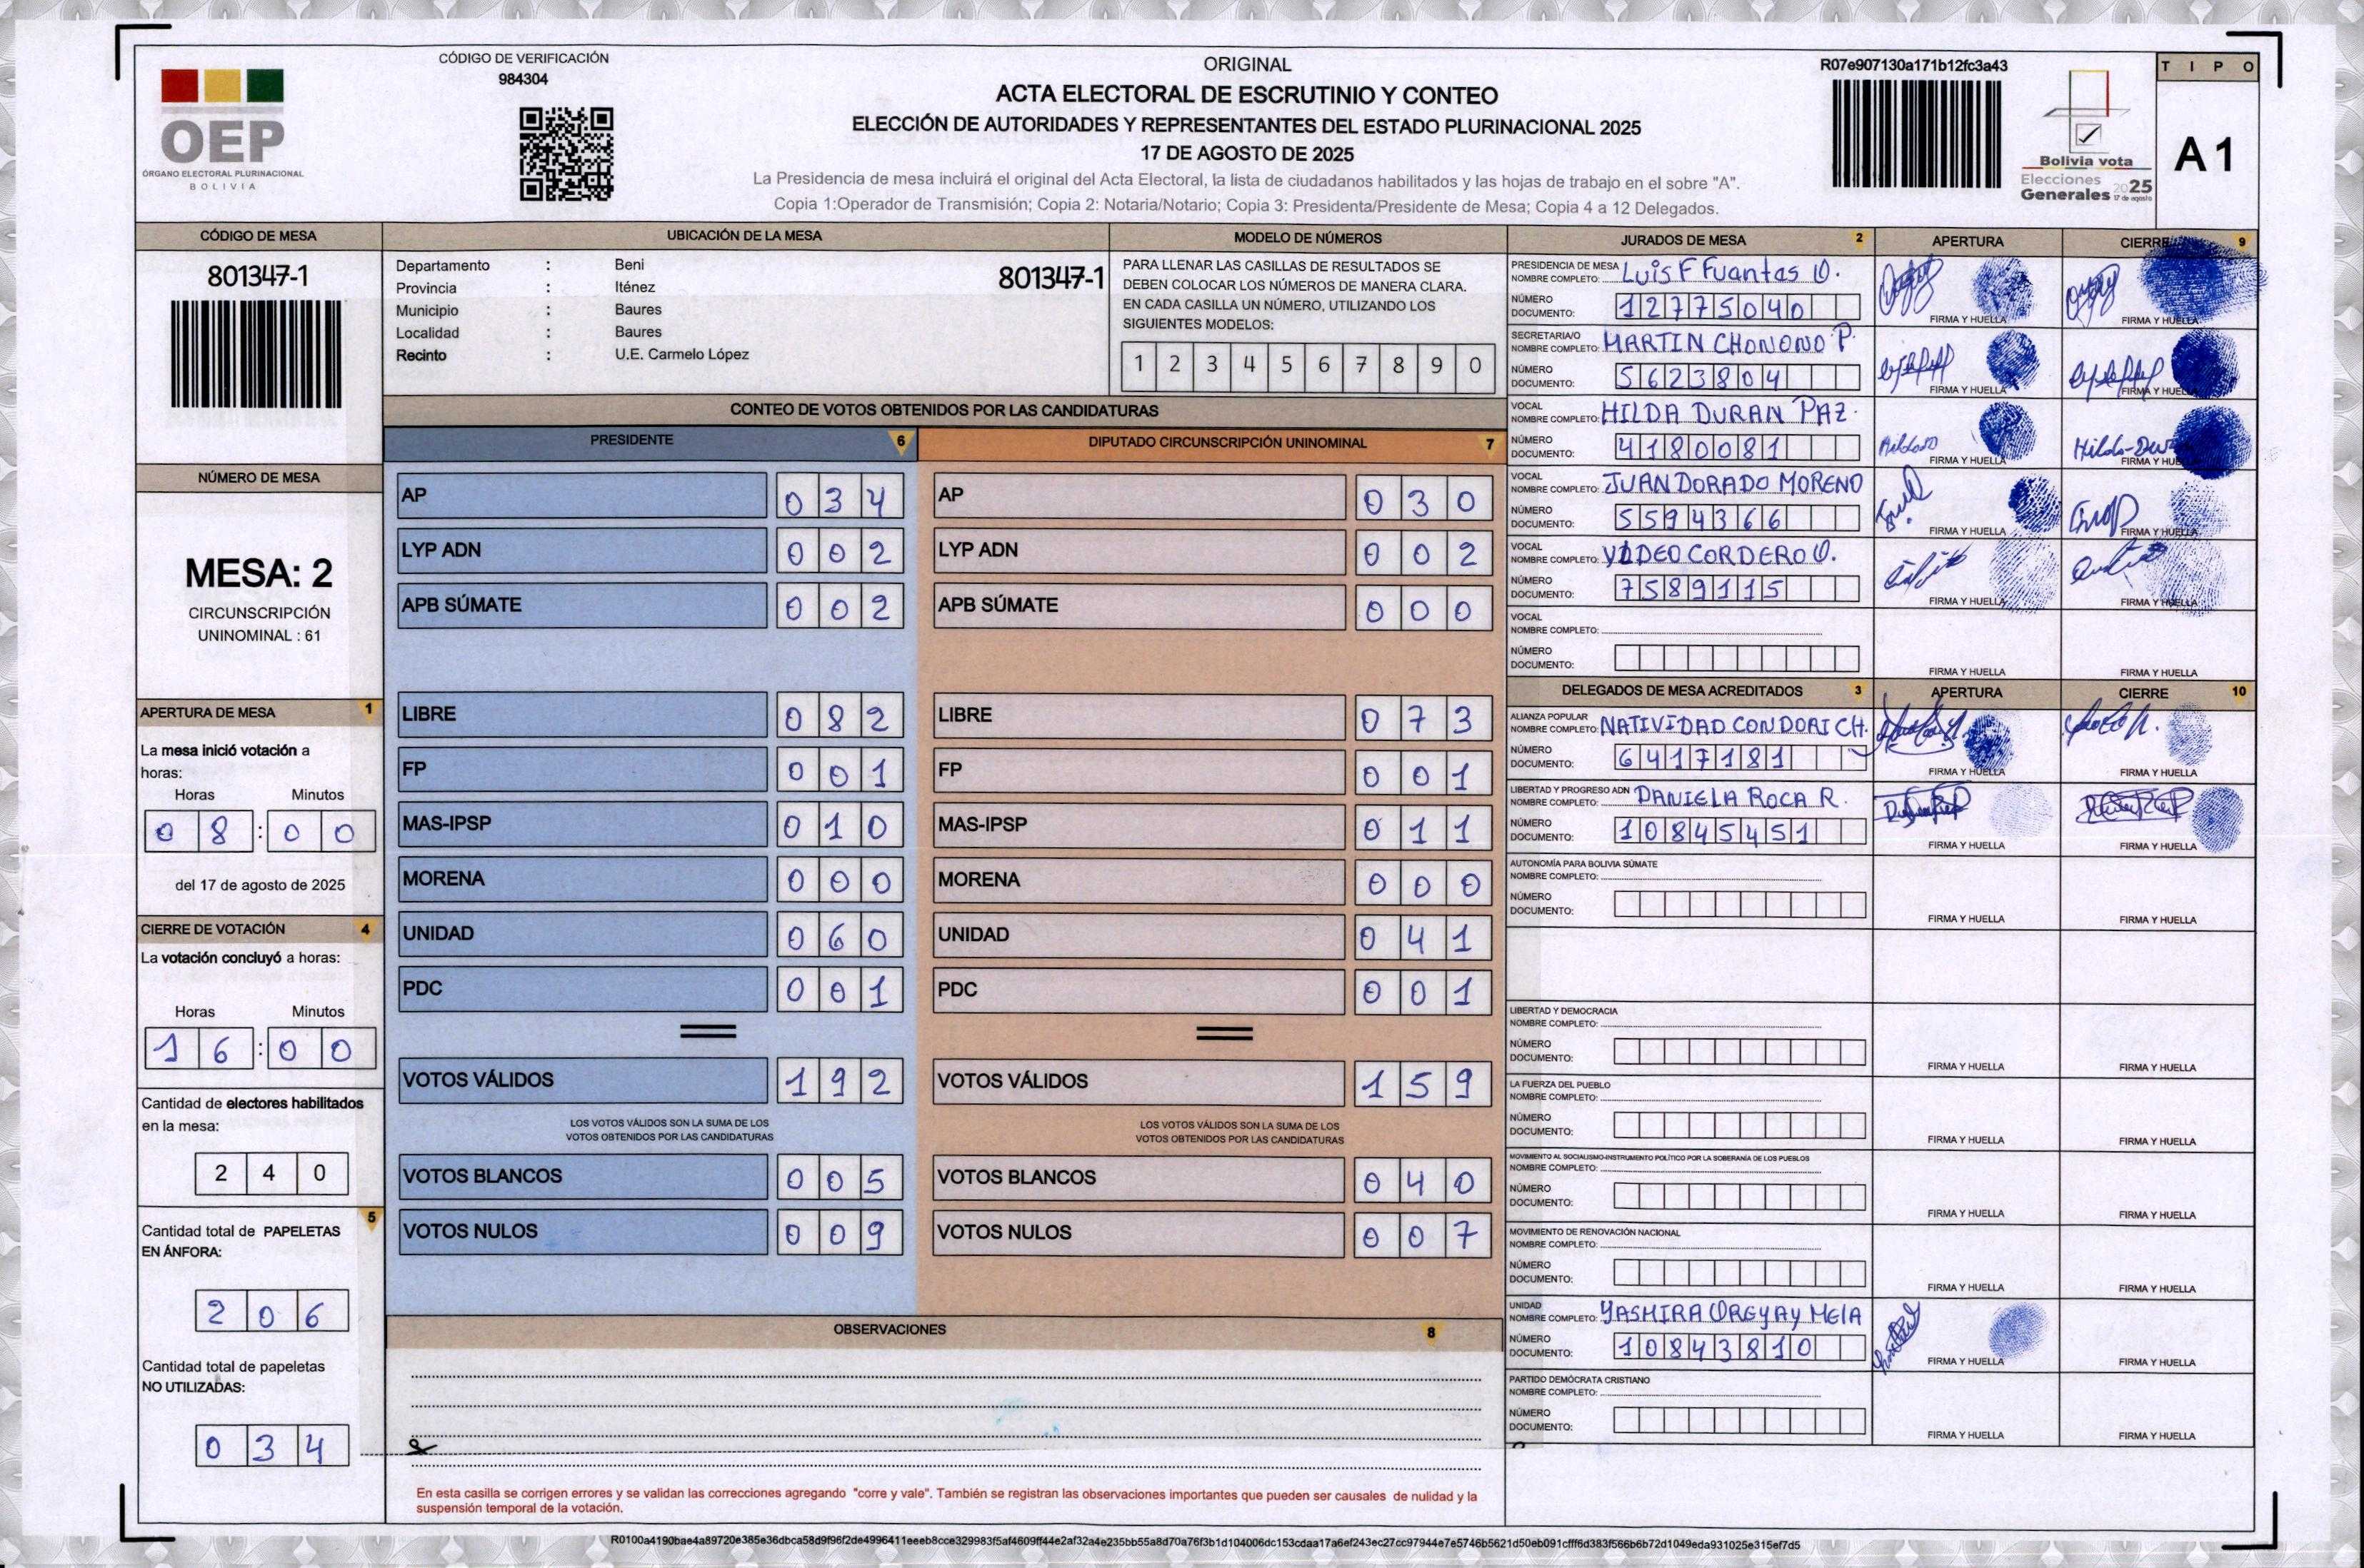 CÓDIGO DE VERIFICACIÓN
984304
OEP
ÓRGANO ELECTORAL PLURINACIONAL
BOLIVIA
ORIGINAL
ACTA ELECTORAL DE ESCRUTINIO Y CONTEO
ELECCIÓN DE AUTORIDADES Y REPRESENTANTES DEL ESTADO PLURINACIONAL 2025
17 DE AGOSTO DE 2025
La Presidencia de mesa incluirá el original del Acta Electoral, la lista de ciudadanos habilitados y las hojas de trabajo en el sobre "A".
Copia 1:Operador de Transmisión; Copia 2: Notaria/Notario; Copia 3: Presidenta/Presidente de Mesa; Copia 4 a 12 Delegados.
R07e907130a171b12fc3a43
Bolivia vota
Elecciones
Generales 2025
17 de agosto
TIPO
A1
CÓDIGO DE MESA
801347-1
NÚMERO DE MESA
MESA: 2
CIRCUNSCRIPCIÓN
UNINOMINAL : 61
APERTURA DE MESA 1
La mesa inició votación a
horas:
Horas Minutos
08:00
del 17 de agosto de 2025
CIERRE DE VOTACIÓN 4
La votación concluyó a horas:
Horas Minutos
16:00
Cantidad de electores habilitados
en la mesa:
240
5
Cantidad total de PAPELETAS
EN ÁNFORA:
206
Cantidad total de papeletas
NO UTILIZADAS:
034
UBICACIÓN DE LA MESA
Departamento : Beni
801347-1
Provincia : Iténez
Municipio : Baures
Localidad : Baures
Recinto : U.E. Carmelo López
MODELO DE NÚMEROS
PARA LLENAR LAS CASILLAS DE RESULTADOS SE
DEBEN COLOCAR LOS NÚMEROS DE MANERA CLARA.
EN CADA CASILLA UN NÚMERO, UTILIZANDO LOS
SIGUIENTES MODELOS:
1 2 3 4 5 6 7 8 9 0
CONTEO DE VOTOS OBTENIDOS POR LAS CANDIDATURAS
PRESIDENTE 6
AP 034
LYP ADN 002
APB SÚMATE 002
LIBRE 082
FP 001
MAS-IPSP 010
MORENA 000
UNIDAD 060
PDC 001
VOTOS VÁLIDOS 192
LOS VOTOS VÁLIDOS SON LA SUMA DE LOS
VOTOS OBTENIDOS POR LAS CANDIDATURAS
VOTOS BLANCOS 005
VOTOS NULOS 009
DIPUTADO CIRCUNSCRIPCIÓN UNINOMINAL 7
AP 030
LYP ADN 002
APB SÚMATE 000
LIBRE 073
FP 001
MAS-IPSP 011
MORENA 000
UNIDAD 041
PDC 001
VOTOS VÁLIDOS 159
LOS VOTOS VÁLIDOS SON LA SUMA DE LOS
VOTOS OBTENIDOS POR LAS CANDIDATURAS
VOTOS BLANCOS 040
VOTOS NULOS 007
OBSERVACIONES 8
En esta casilla se corrigen errores y se validan las correcciones agregando "corre y vale". También se registran las observaciones importantes que pueden ser causales de nulidad y la
suspensión temporal de la votación.
JURADOS DE MESA 2 APERTURA CIERRE 9
PRESIDENCIA DE MESA
NOMBRE COMPLETO: Luis F Fuantas O.
NÚMERO
DOCUMENTO: 12775040
FIRMA Y HUELLA FIRMA Y HUELLA
SECRETARIA/O
NOMBRE COMPLETO: MARTIN CHONONO P.
NÚMERO
DOCUMENTO: 5623804
FIRMA Y HUELLA FIRMA Y HUELLA
VOCAL
NOMBRE COMPLETO: HILDA DURAN PAZ.
NÚMERO
DOCUMENTO: 4180081
FIRMA Y HUELLA FIRMA Y HUELLA
VOCAL
NOMBRE COMPLETO: JUAN DORADO MORENO
NÚMERO
DOCUMENTO: 5594366
FIRMA Y HUELLA FIRMA Y HUELLA
VOCAL
NOMBRE COMPLETO: CORDERO O.
NÚMERO
DOCUMENTO: 7589115
FIRMA Y HUELLA FIRMA Y HUELLA
VOCAL
NOMBRE COMPLETO:
NÚMERO
DOCUMENTO:
FIRMA Y HUELLA FIRMA Y HUELLA
DELEGADOS DE MESA ACREDITADOS 3 APERTURA CIERRE 10
ALIANZA POPULAR
NOMBRE COMPLETO: NATIVIDAD CONDORI CH.
NÚMERO
DOCUMENTO: 6417181
FIRMA Y HUELLA FIRMA Y HUELLA
LIBERTAD Y PROGRESO ADN
NOMBRE COMPLETO: DANIELA ROCA R.
NÚMERO
DOCUMENTO: 10845451
FIRMA Y HUELLA FIRMA Y HUELLA
AUTONOMÍA PARA BOLIVIA SÚMATE
NOMBRE COMPLETO:
NÚMERO
DOCUMENTO:
FIRMA Y HUELLA FIRMA Y HUELLA
LIBERTAD Y DEMOCRACIA
NOMBRE COMPLETO:
NÚMERO
DOCUMENTO:
FIRMA Y HUELLA FIRMA Y HUELLA
LA FUERZA DEL PUEBLO
NOMBRE COMPLETO:
NÚMERO
DOCUMENTO:
FIRMA Y HUELLA FIRMA Y HUELLA
MOVIMIENTO AL SOCIALISMO-INSTRUMENTO POLÍTICO POR LA SOBERANÍA DE LOS PUEBLOS
NOMBRE COMPLETO:
NÚMERO
DOCUMENTO:
FIRMA Y HUELLA FIRMA Y HUELLA
MOVIMIENTO DE RENOVACIÓN NACIONAL
NOMBRE COMPLETO:
NÚMERO
DOCUMENTO:
FIRMA Y HUELLA FIRMA Y HUELLA
UNIDAD
NOMBRE COMPLETO: YASMIRA
NÚMERO
DOCUMENTO: 10843810
FIRMA Y HUELLA FIRMA Y HUELLA
PARTIDO DEMÓCRATA CRISTIANO
NOMBRE COMPLETO:
NÚMERO
DOCUMENTO:
FIRMA Y HUELLA FIRMA Y HUELLA